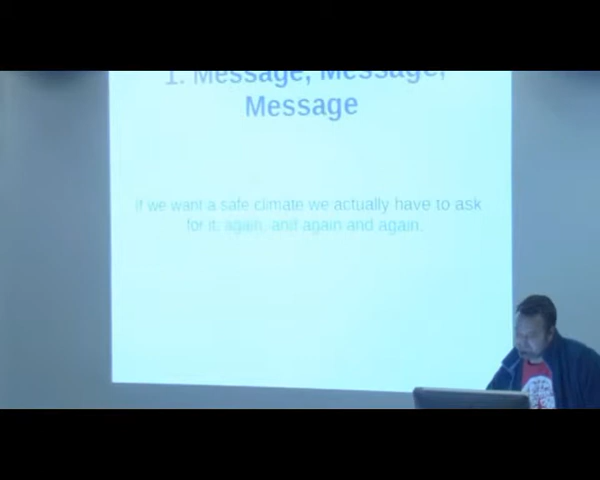 1. Message, Message,
Message
If we want a safe climate we actually have to ask
for it, again, and again and again.